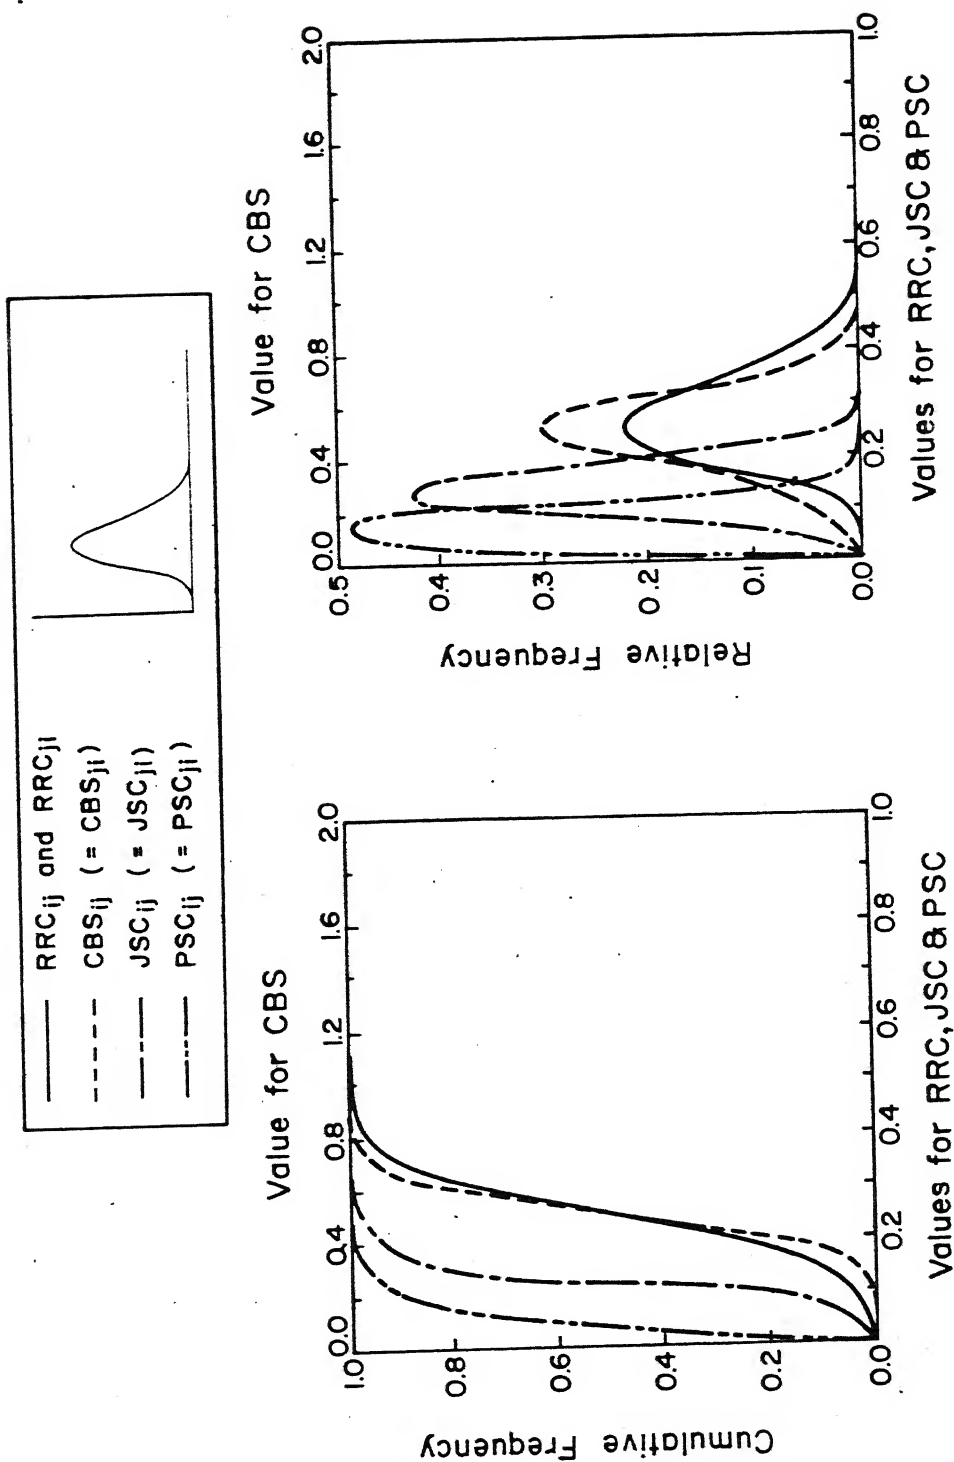 RRCij and RRCji
CBSij (= CBSji)
JSCij (= JSCji)
PSCij (= PSCji)
Value for CBS
0.0 0.4 0.8 1.2 1.6 2.0
1.0
0.8
0.6
0.4
0.2
0.0
Cumulative Frequency
0.2 0.4 0.6 0.8 1.0
Values for RRC, JSC & PSC
Value for CBS
0.0 0.4 0.8 1.2 1.6 2.0
0.5
0.4
0.3
0.2
0.1
0.0
Relative Frequency
0.0 0.2 0.4 0.6 0.8 1.0
Values for RRC, JSC & PSC